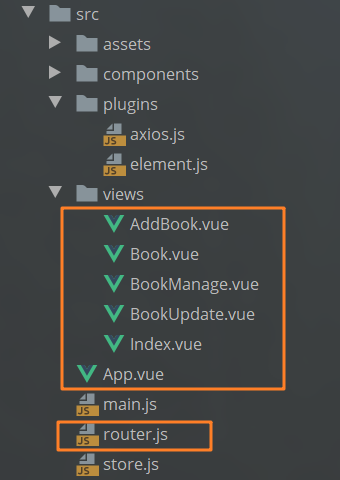 src
assets
components
plugins
JS axios.js
JS element.js
views
AddBook.vue
Book.vue
BookManage.vue
BookUpdate.vue
Index.vue
App.vue
JS main.js
JS router.js
JS store.js